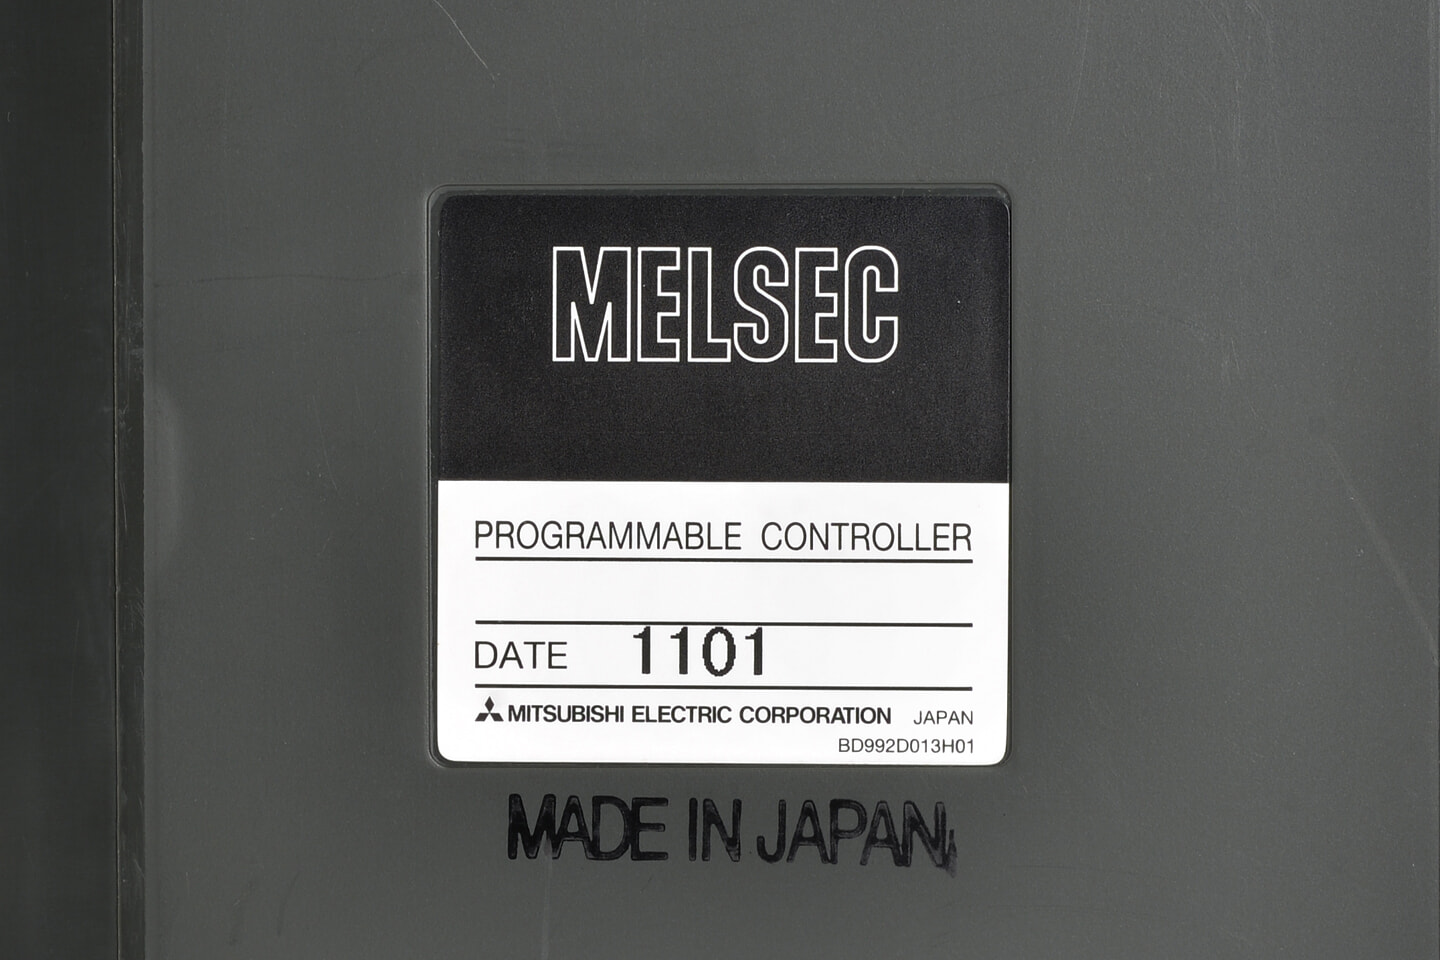 MELSEC
PROGRAMMABLE CONTROLLER
DATE 1101
MITSUBISHI ELECTRIC CORPORATION JAPAN
BD992D013H01
MADE IN JAPAN